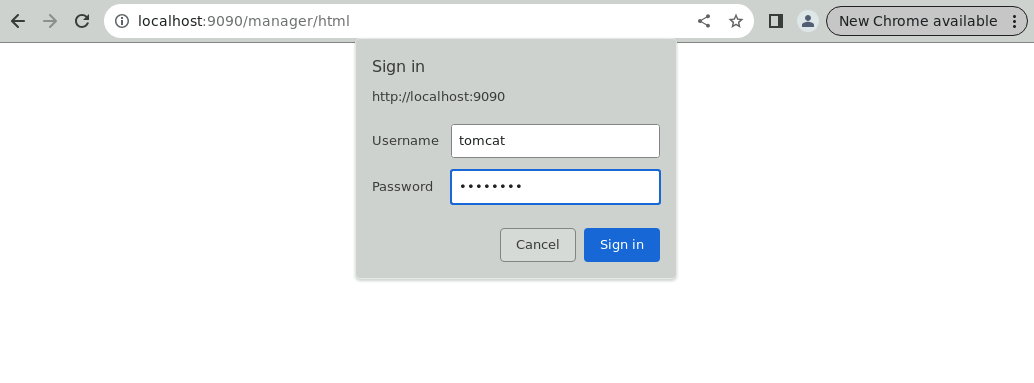 localhost:9090/manager/html
New Chrome available
Sign in
http://localhost:9090
Username tomcat
Password ••••••••
Cancel Sign in